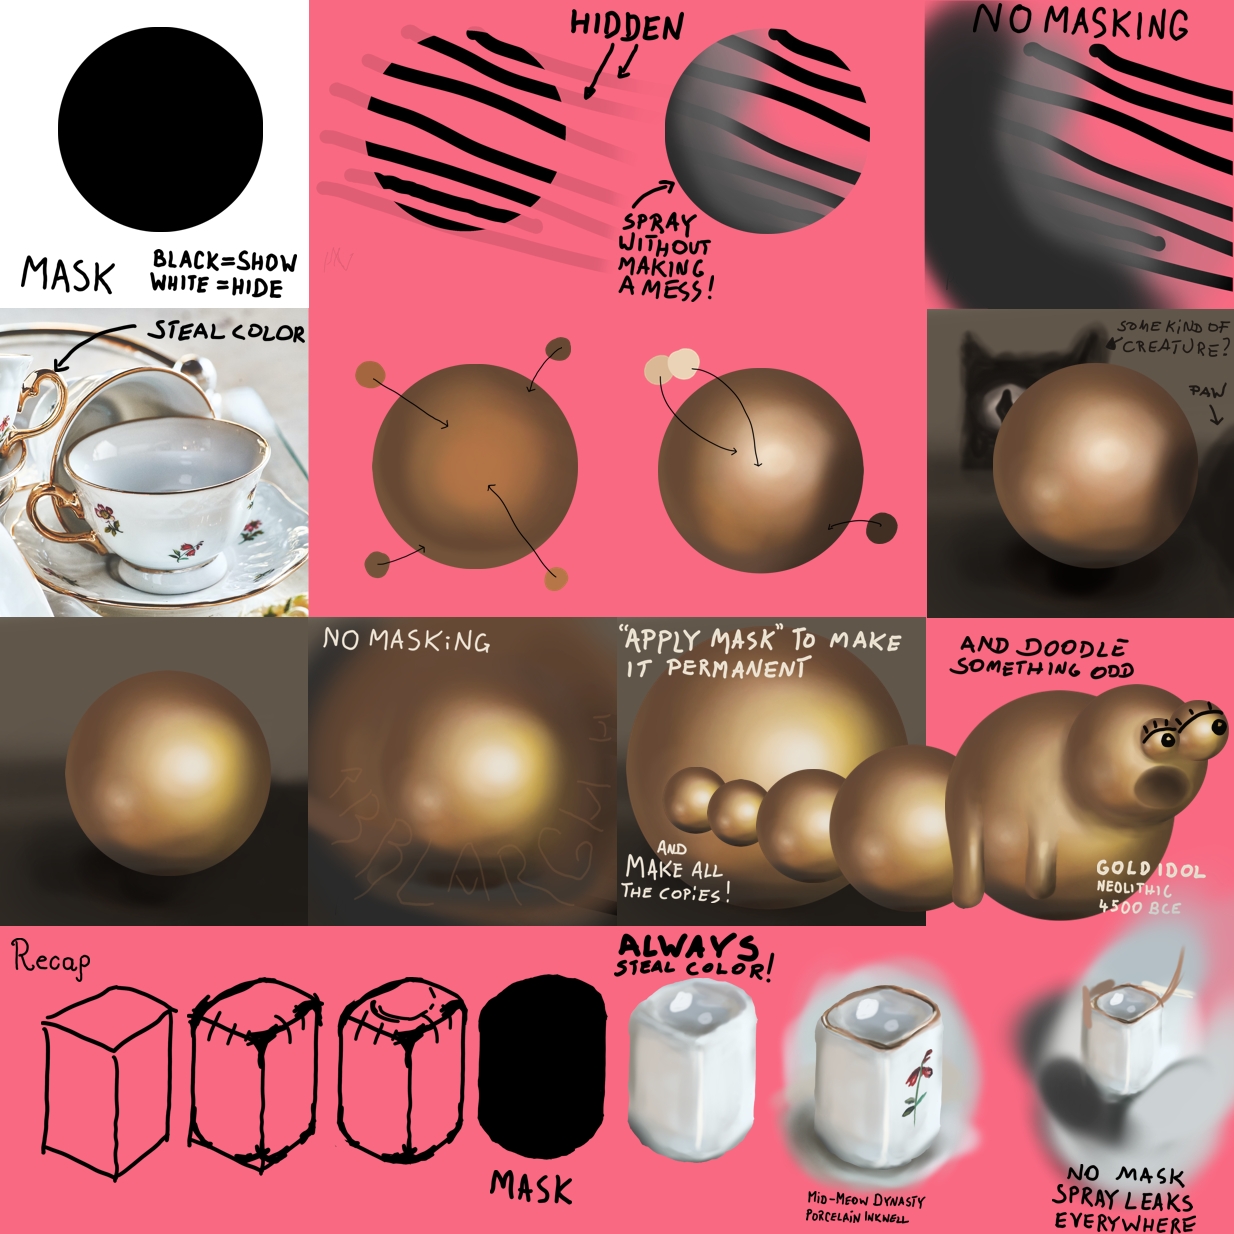 MASK
BLACK=SHOW
WHITE=HIDE
HIDDEN
SPRAY
WITHOUT
MAKING
A MESS!
NO MASKING
STEAL COLOR
SOME KIND OF
CREATURE?
PAW
NO MASKING
BLARGH
"APPLY MASK" TO MAKE
IT PERMANENT
AND
MAKE ALL
THE COPIES!
AND DOODLE
SOMETHING ODD
GOLD IDOL
NEOLITHIC
4500 BCE
Recap
MASK
ALWAYS
STEAL COLOR!
MID-MEOW DYNASTY
PORCELAIN INKWELL
NO MASK
SPRAY LEAKS
EVERYWHERE